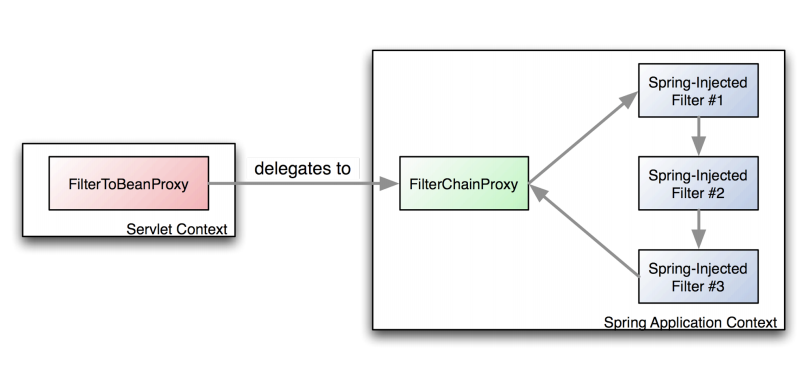 Spring-Injected
Filter #1
delegates to
FilterToBeanProxy
FilterChainProxy
Spring-Injected
Filter #2
Servlet Context
Spring-Injected
Filter #3
Spring Application Context